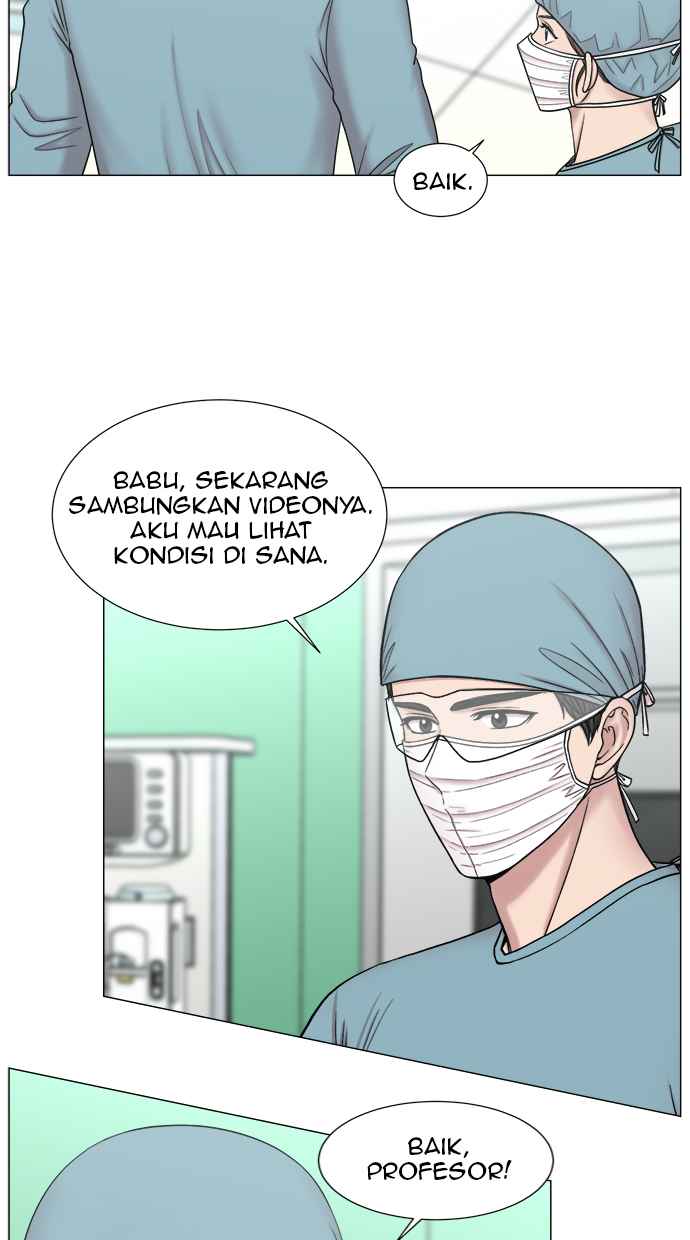 BAIK.
BABU, SEKARANG
SAMBUNGKAN VIDEONYA.
AKU MAU LIHAT
KONDISI DI SANA.
BAIK,
PROFESOR!